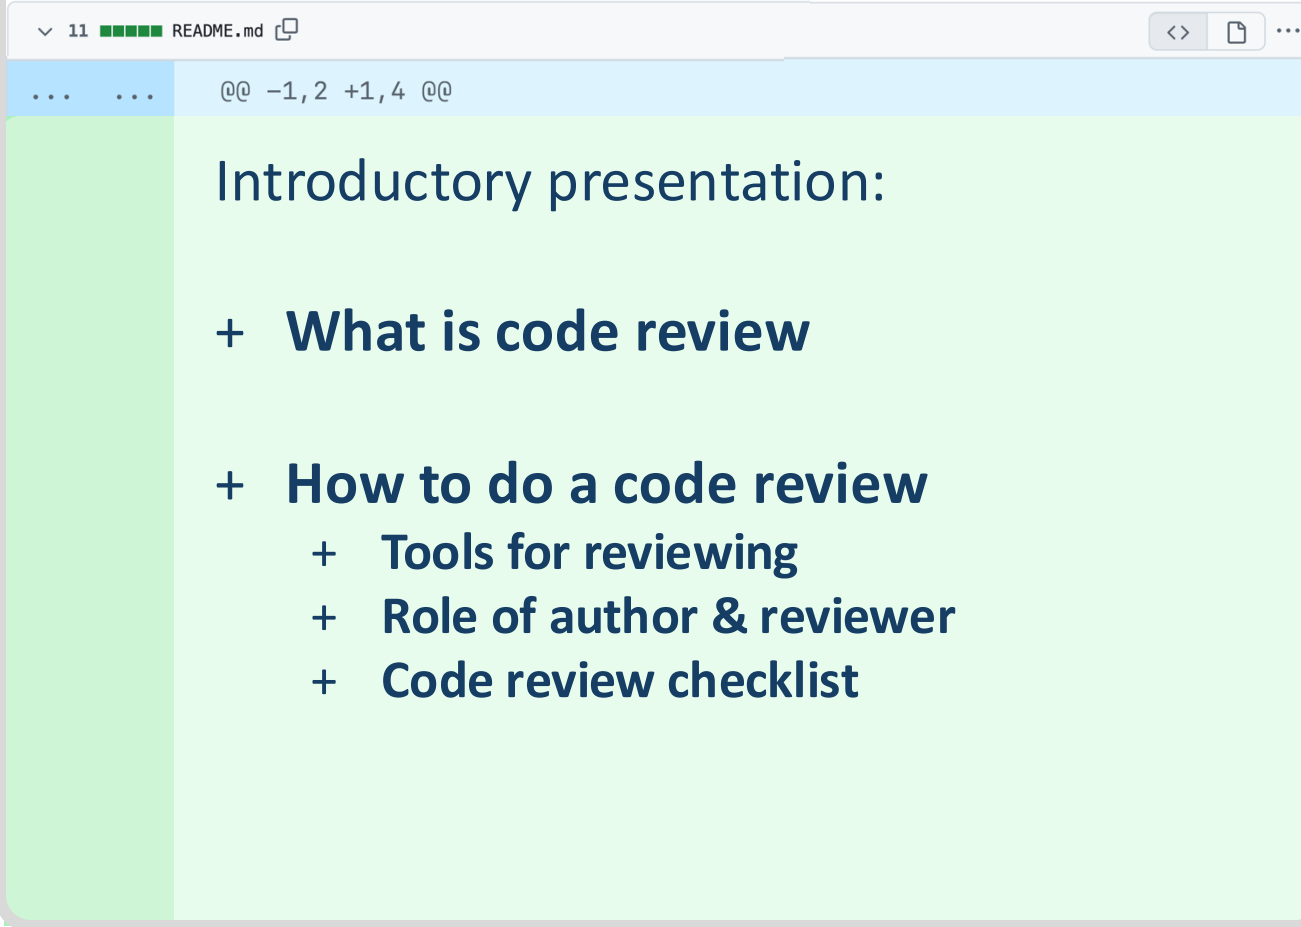 11 README.md
... ... @@ −1,2 +1,4 @@
Introductory presentation:
+ What is code review
+ How to do a code review
+ Tools for reviewing
+ Role of author & reviewer
+ Code review checklist